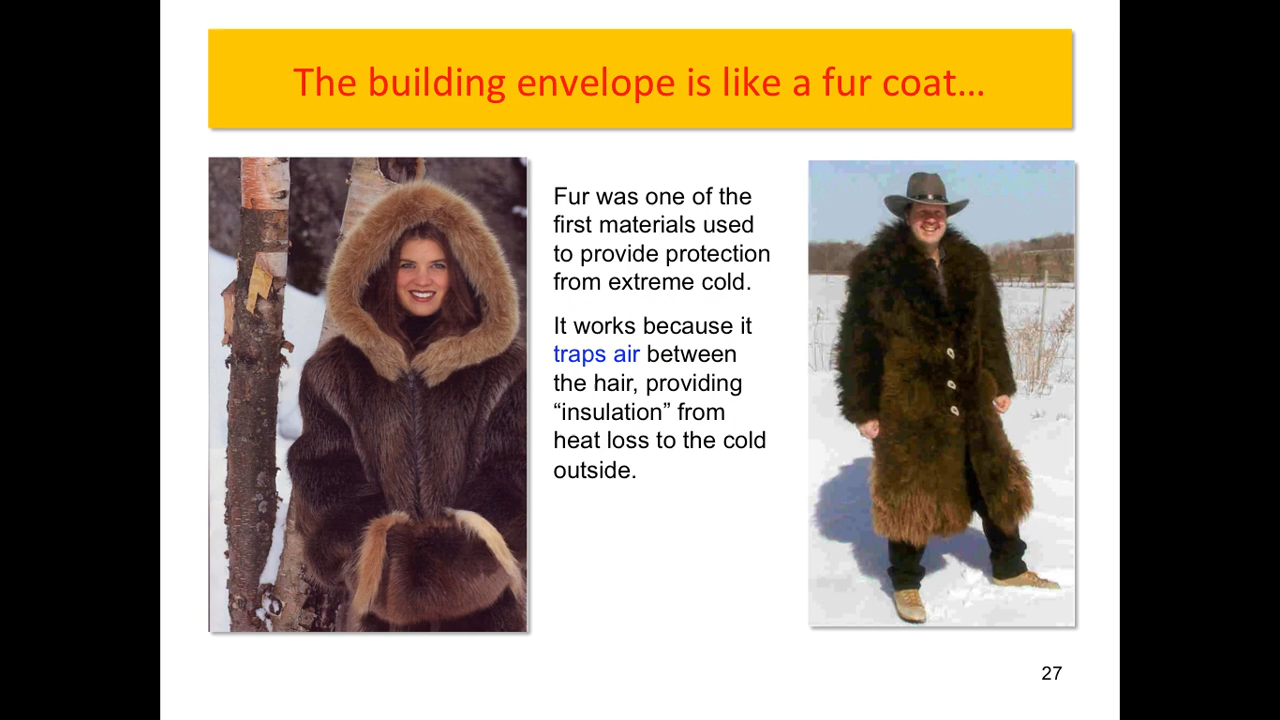 The building envelope is like a fur coat…
Fur was one of the
first materials used
to provide protection
from extreme cold.
It works because it
traps air between
the hair, providing
“insulation” from
heat loss to the cold
outside.
27